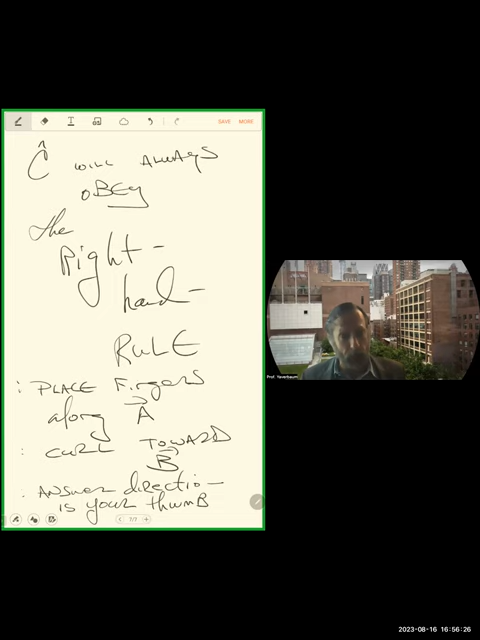 SAVE MORE
Ĉ will ALWAYS
OBEY
the
Right-
hand-
RULE
: PLACE Fingers
along A⃗
: CURL TOWARD
B⃗
: ANSWER directio-
is your thumB
7/7
Prof. Yaverbaum
2023-08-16 16:56:26